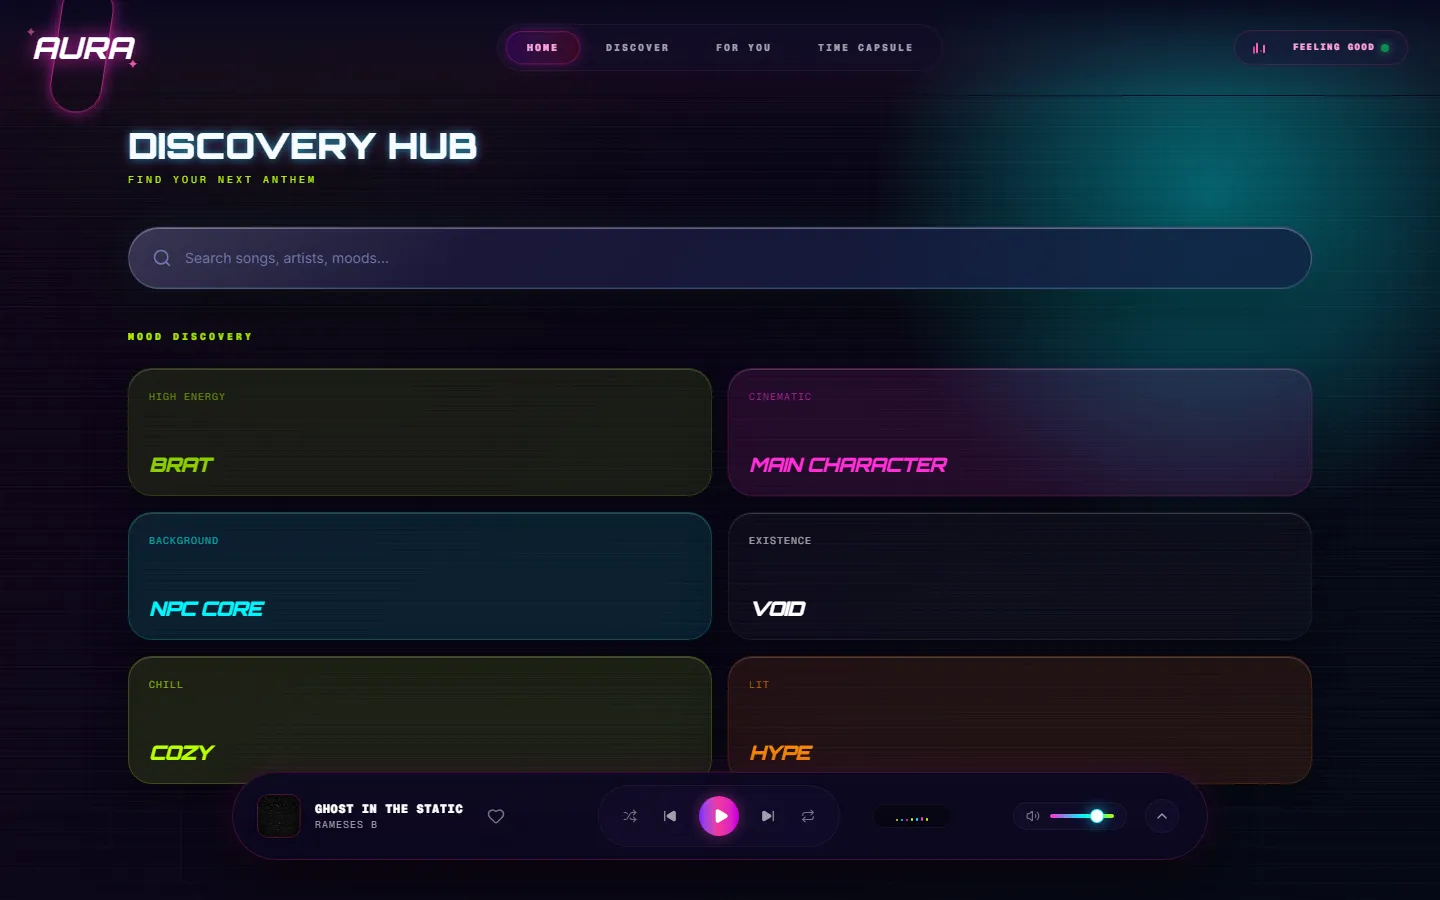 AURA
HOME
DISCOVER
FOR YOU
TIME CAPSULE
FEELING GOOD
DISCOVERY HUB
FIND YOUR NEXT ANTHEM
Search songs, artists, moods...
MOOD DISCOVERY
HIGH ENERGY
BRAT
CINEMATIC
MAIN CHARACTER
BACKGROUND
NPC CORE
EXISTENCE
VOID
CHILL
COZY
LIT
HYPE
GHOST IN THE STATIC
RAMESES B